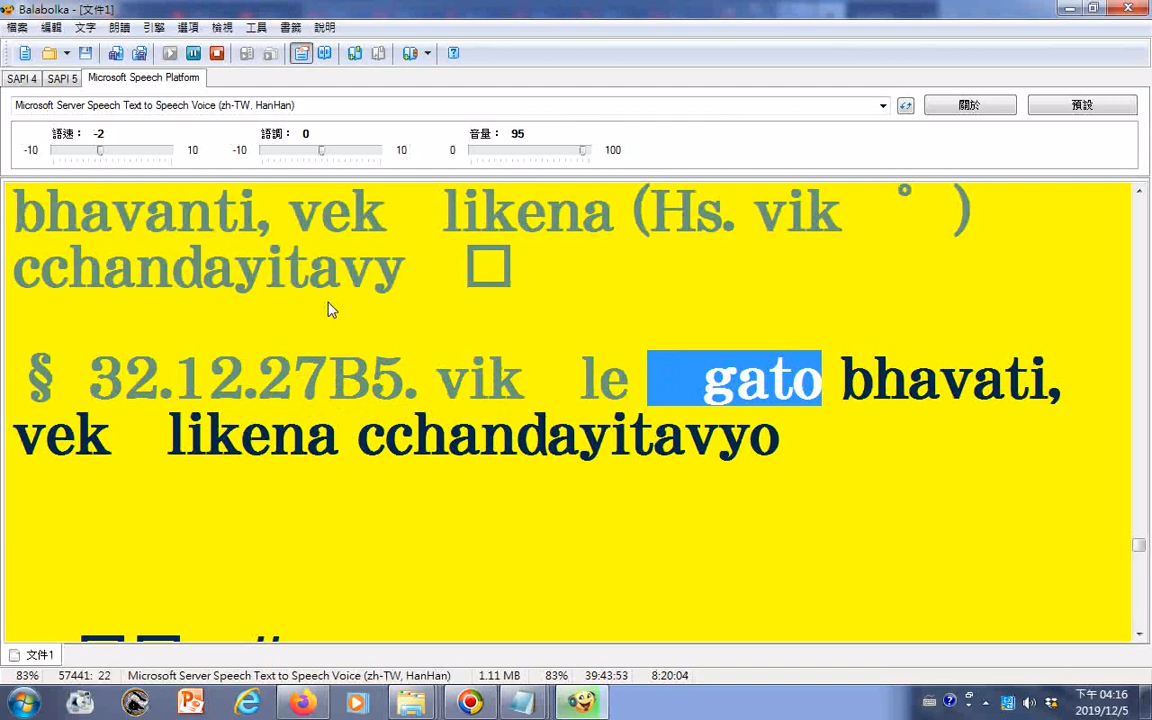 Balabolka - [文件1]
檔案 編輯 文字 朗讀 引擎 選項 檢視 工具 書籤 說明
SAPI 4 SAPI 5 Microsoft Speech Platform
Microsoft Server Speech Text to Speech Voice (zh-TW, HanHan) 關於 預設
語速： -2 語調： 0 音量： 95
-10 10 -10 10 0 100
bhavanti, vek likena (Hs. vik ° )
cchandayitavy □
§ 32.12.27B5. vik le gato bhavati,
vek likena cchandayitavyo
文件1
83% 57441: 22 Microsoft Server Speech Text to Speech Voice (zh-TW, HanHan) 1.11 MB 83% 39:43:53 8:20:04
下午 04:16
2019/12/5